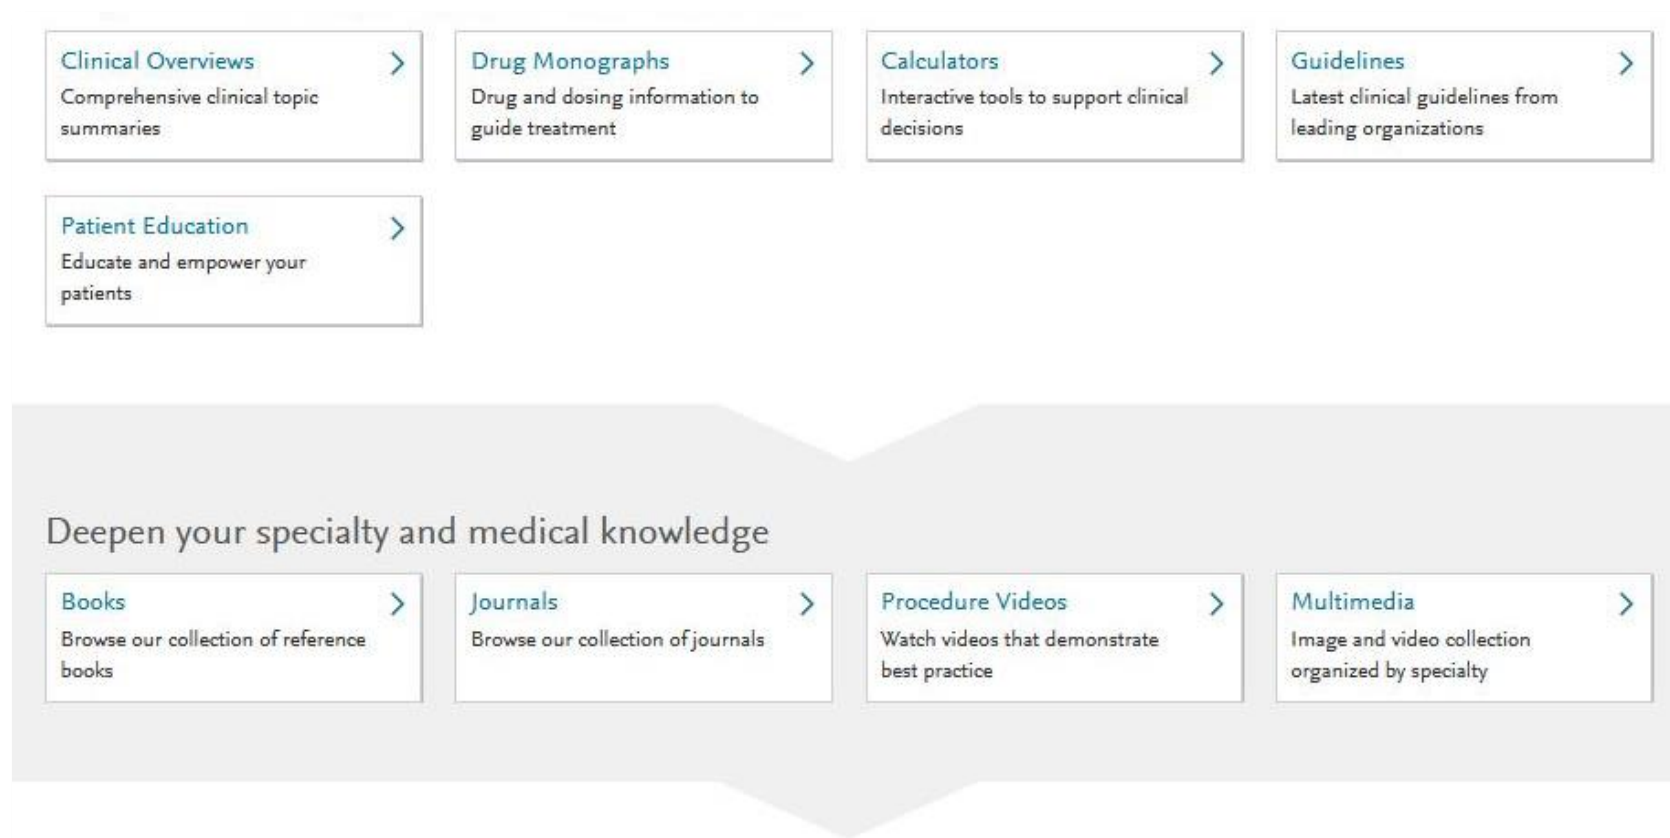 Clinical Overviews
Comprehensive clinical topic
summaries
Drug Monographs
Drug and dosing information to
guide treatment
Calculators
Interactive tools to support clinical
decisions
Guidelines
Latest clinical guidelines from
leading organizations
Patient Education
Educate and empower your
patients
Deepen your specialty and medical knowledge
Books
Browse our collection of reference
books
Journals
Browse our collection of journals
Procedure Videos
Watch videos that demonstrate
best practice
Multimedia
Image and video collection
organized by specialty